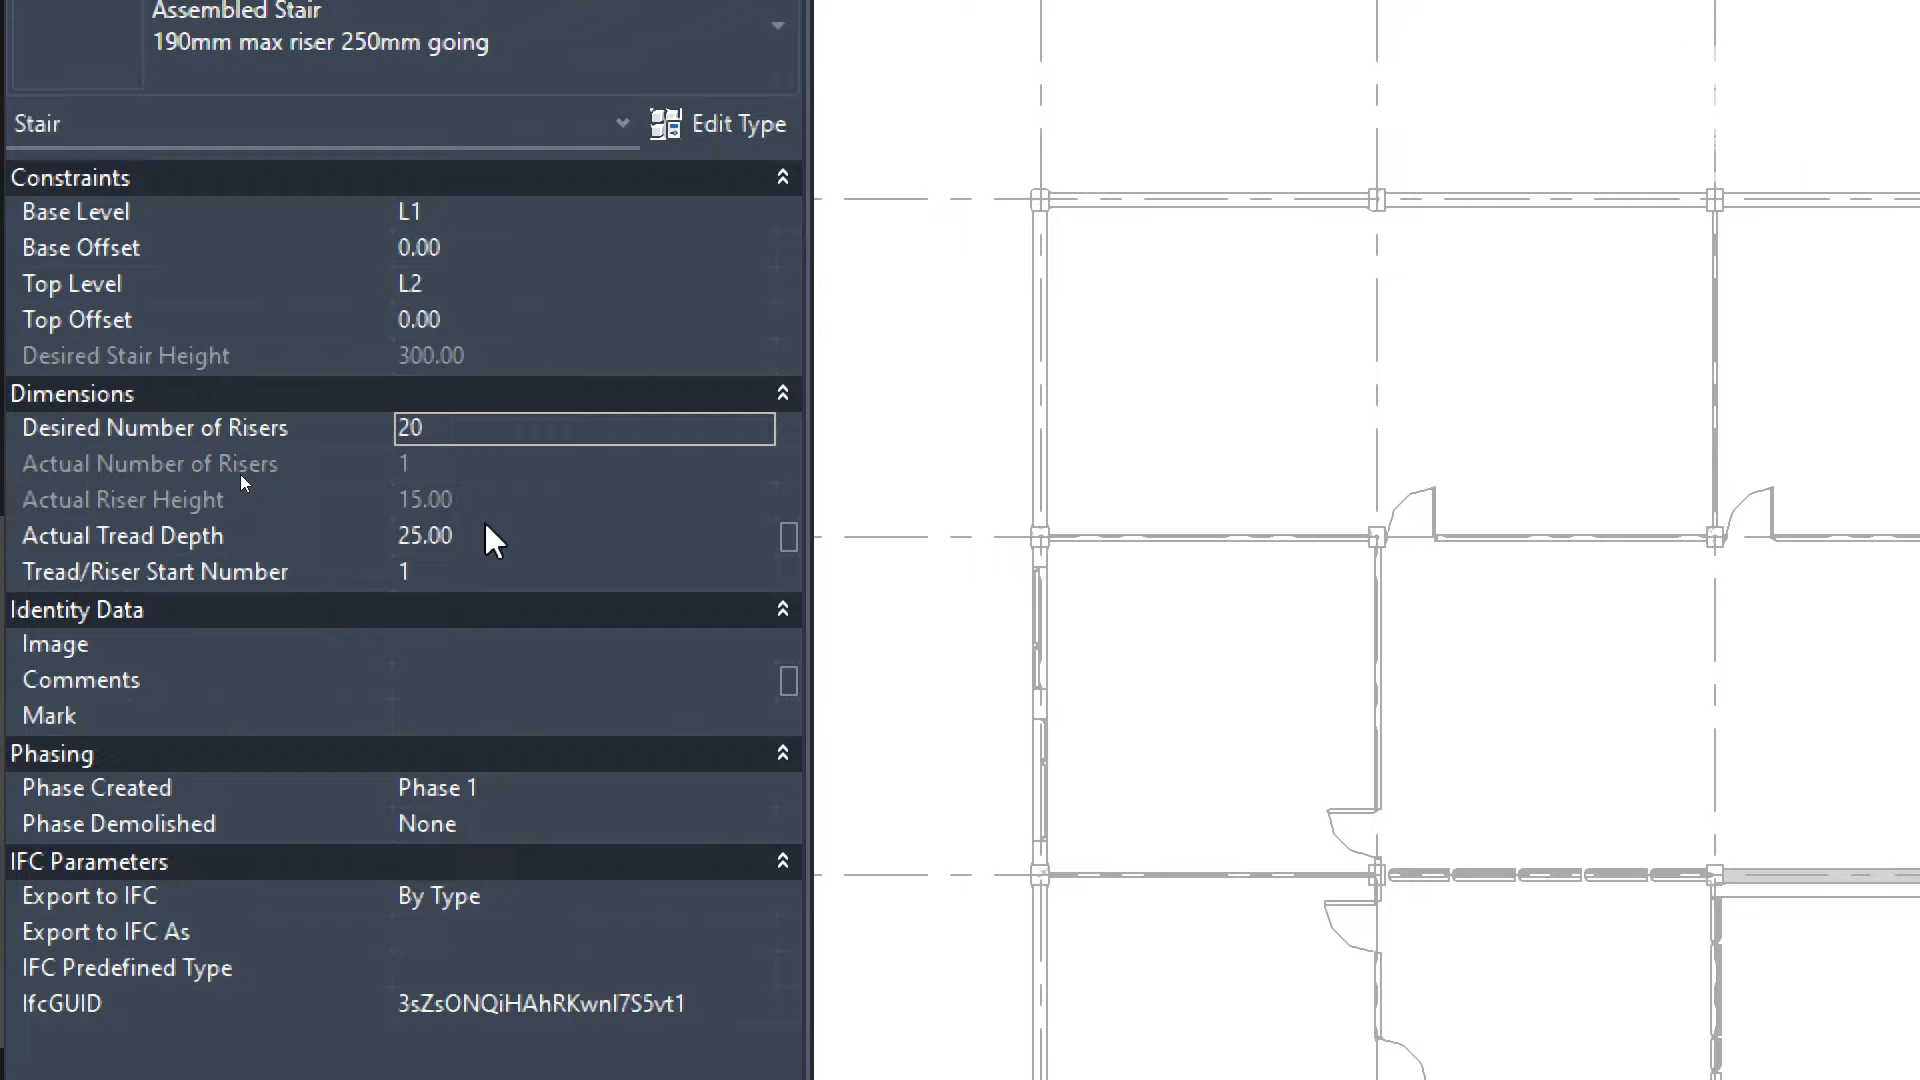 Assembled Stair
190mm max riser 250mm going
Stair
Edit Type
Constraints
Base Level L1
Base Offset 0.00
Top Level L2
Top Offset 0.00
Desired Stair Height 300.00
Dimensions
Desired Number of Risers 20
Actual Number of Risers 1
Actual Riser Height 15.00
Actual Tread Depth 25.00
Tread/Riser Start Number 1
Identity Data
Image
Comments
Mark
Phasing
Phase Created Phase 1
Phase Demolished None
IFC Parameters
Export to IFC By Type
Export to IFC As
IFC Predefined Type
IfcGUID 3sZsONQiHAhRKwnI7S5vt1